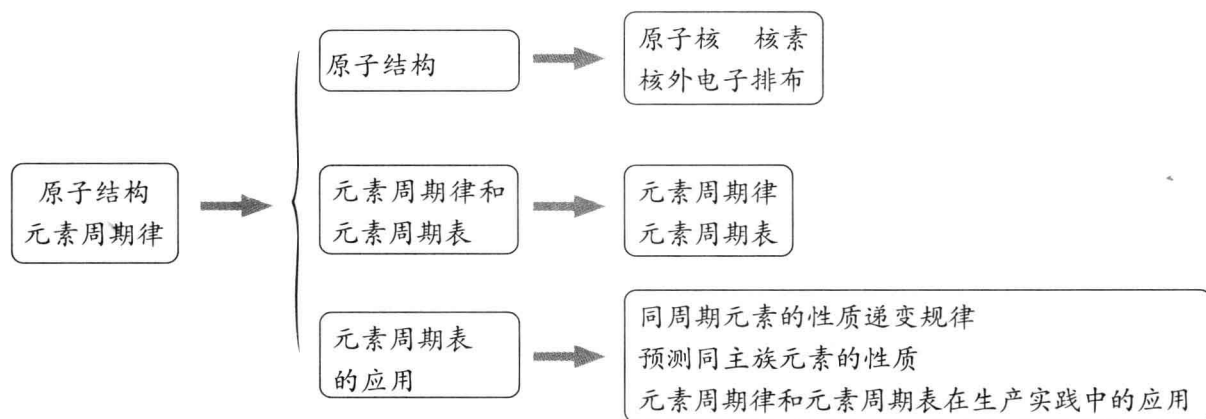 原子结构
元素周期律
原子结构
原子核 核素
核外电子排布
元素周期律和
元素周期表
元素周期律
元素周期表
元素周期表
的应用
同周期元素的性质递变规律
预测同主族元素的性质
元素周期律和元素周期表在生产实践中的应用